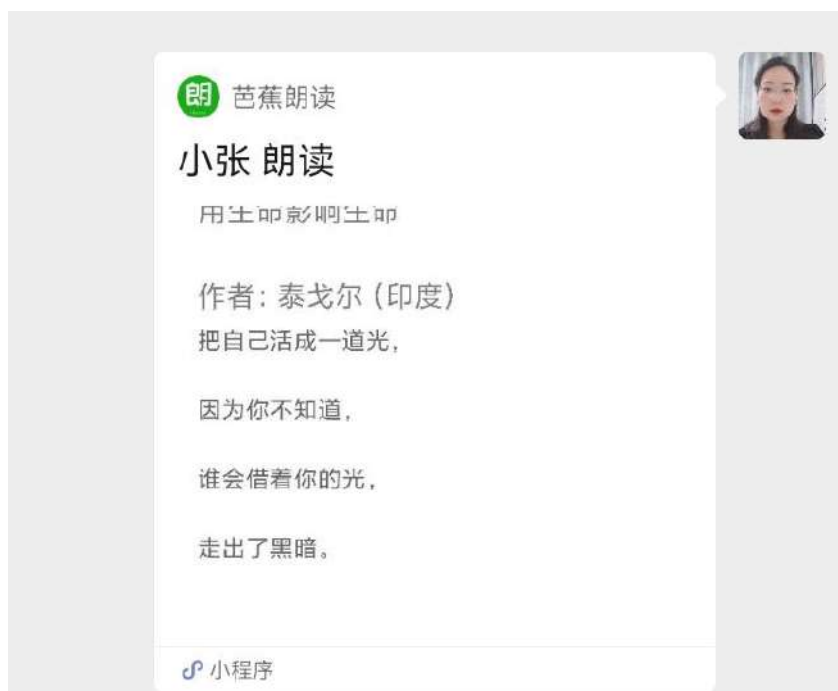 朗
芭蕉朗读
小张 朗读
用生命影响生命
作者：泰戈尔（印度）
把自己活成一道光，
因为你不知道，
谁会借着你的光，
走出了黑暗。
小程序